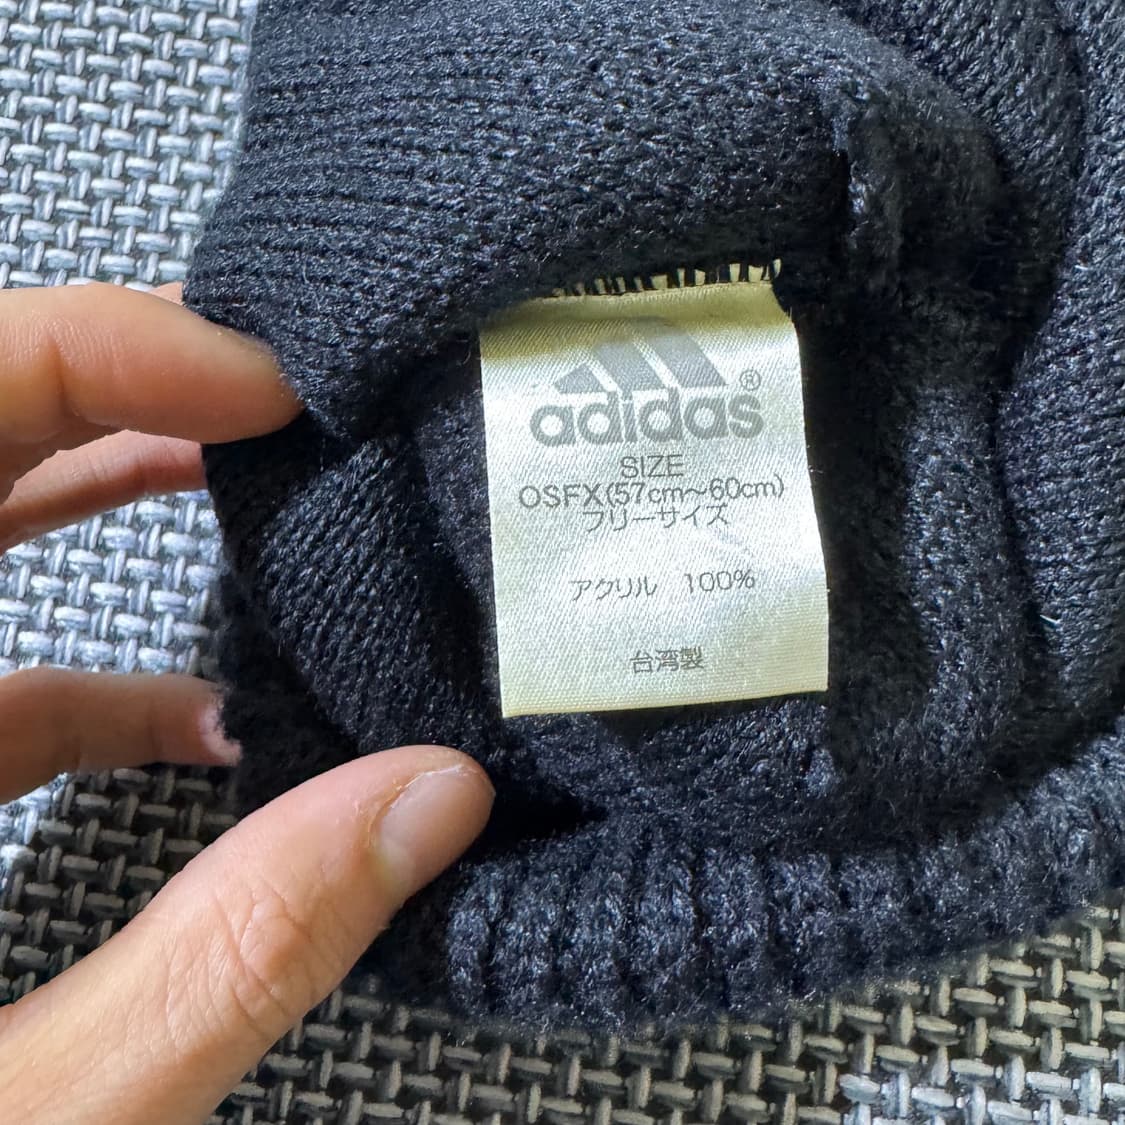 adidas®
SIZE
OSFX(57cm〜60cm)
フリーサイズ
アクリル 100%
台湾製